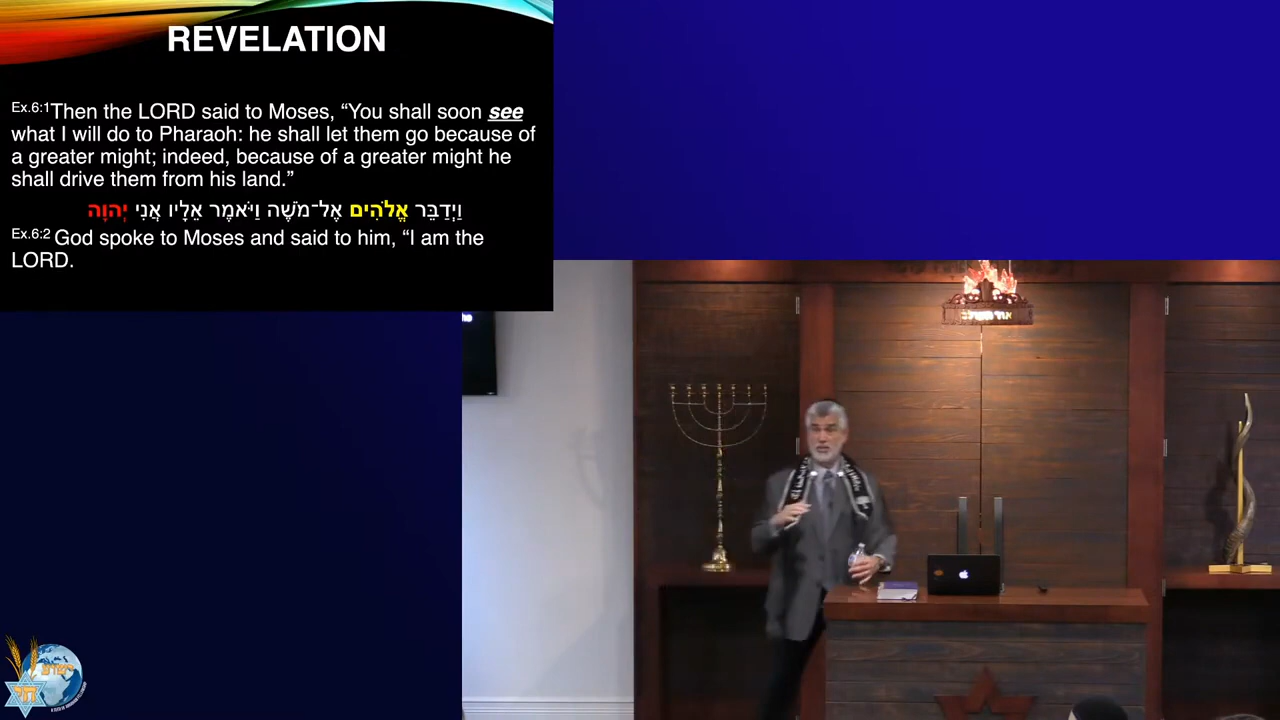 REVELATION
Ex.6:1Then the LORD said to Moses, “You shall soon see
what I will do to Pharaoh: he shall let them go because of
a greater might; indeed, because of a greater might he
shall drive them from his land.”
וַיְדַבֵּר אֱלֹהִים אֶל־מֹשֶׁה וַיֹּאמֶר אֵלָיו אֲנִי יְהוָה
Ex.6:2 God spoke to Moses and said to him, “I am the
LORD.
חי